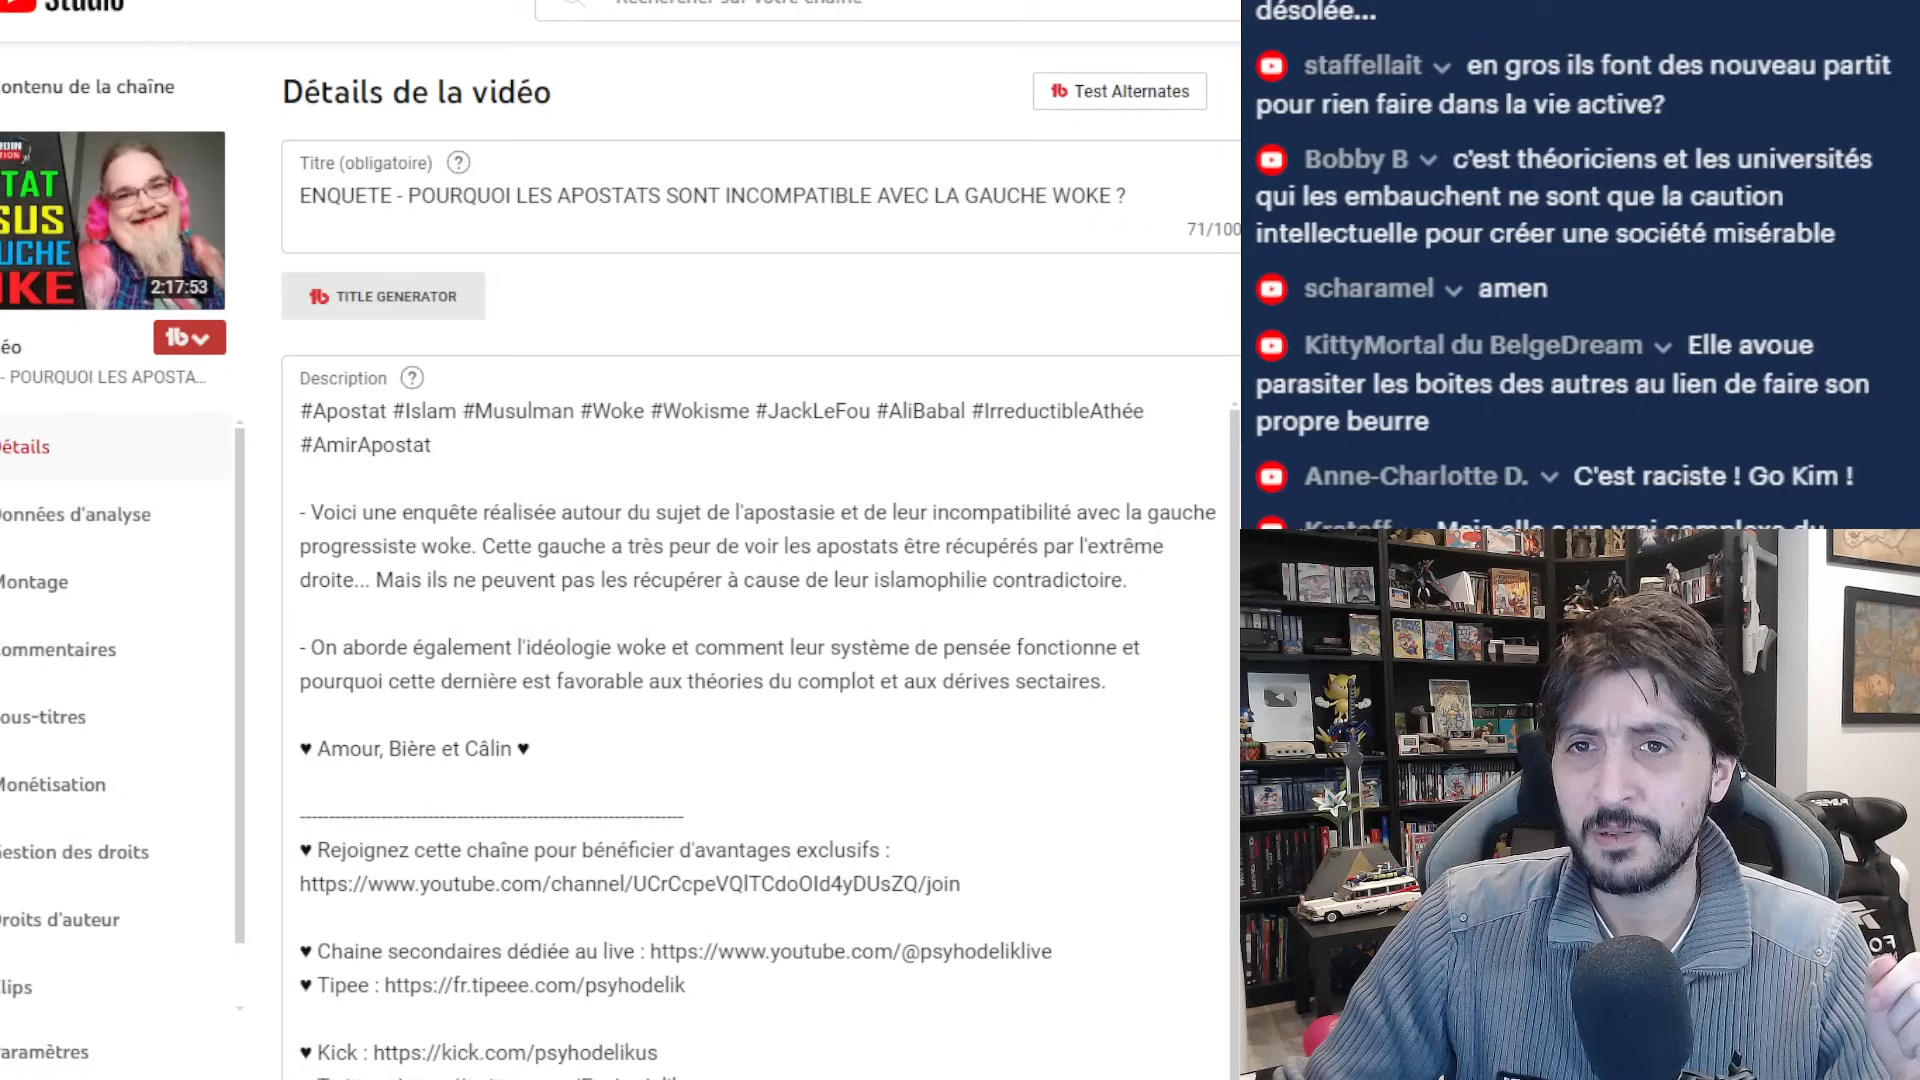 Studio
Rechercher sur votre chaîne
ontenu de la chaîne
TAT
SUS
UCHE
KE
2:17:53
éo
- POURQUOI LES APOSTA...
étails
onnées d'analyse
ontage
ommentaires
ous-titres
onétisation
estion des droits
roits d'auteur
lips
aramètres
Détails de la vidéo
Test Alternates
Titre (obligatoire)
ENQUETE - POURQUOI LES APOSTATS SONT INCOMPATIBLE AVEC LA GAUCHE WOKE ?
71/100
TITLE GENERATOR
Description
#Apostat #Islam #Musulman #Woke #Wokisme #JackLeFou #AliBabal #IrreductibleAthée
#AmirApostat
- Voici une enquête réalisée autour du sujet de l'apostasie et de leur incompatibilité avec la gauche
progressiste woke. Cette gauche a très peur de voir les apostats être récupérés par l'extrême
droite... Mais ils ne peuvent pas les récupérer à cause de leur islamophilie contradictoire.
- On aborde également l'idéologie woke et comment leur système de pensée fonctionne et
pourquoi cette dernière est favorable aux théories du complot et aux dérives sectaires.
♥ Amour, Bière et Câlin ♥
♥ Rejoignez cette chaîne pour bénéficier d'avantages exclusifs :
https://www.youtube.com/channel/UCrCcpeVQlTCdoOId4yDUsZQ/join
♥ Chaine secondaires dédiée au live : https://www.youtube.com/@psyhodeliklive
♥ Tipee : https://fr.tipeee.com/psyhodelik
♥ Kick : https://kick.com/psyhodelikus
désolée...
staffellait en gros ils font des nouveau partit
pour rien faire dans la vie active?
Bobby B c'est théoriciens et les universités
qui les embauchent ne sont que la caution
intellectuelle pour créer une société misérable
scharamel amen
KittyMortal du BelgeDream Elle avoue
parasiter les boites des autres au lien de faire son
propre beurre
Anne-Charlotte D. C'est raciste ! Go Kim !